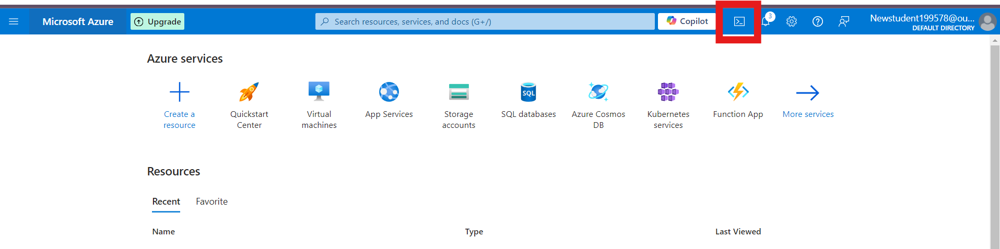 Microsoft Azure
Upgrade
Search resources, services, and docs (G+/)
Copilot
3
Newstudent199578@ou...
DEFAULT DIRECTORY
Azure services
Create a
resource
Quickstart
Center
Virtual
machines
App Services
Storage
accounts
SQL
SQL databases
Azure Cosmos
DB
Kubernetes
services
Function App
More services
Resources
Recent
Favorite
Name
Type
Last Viewed